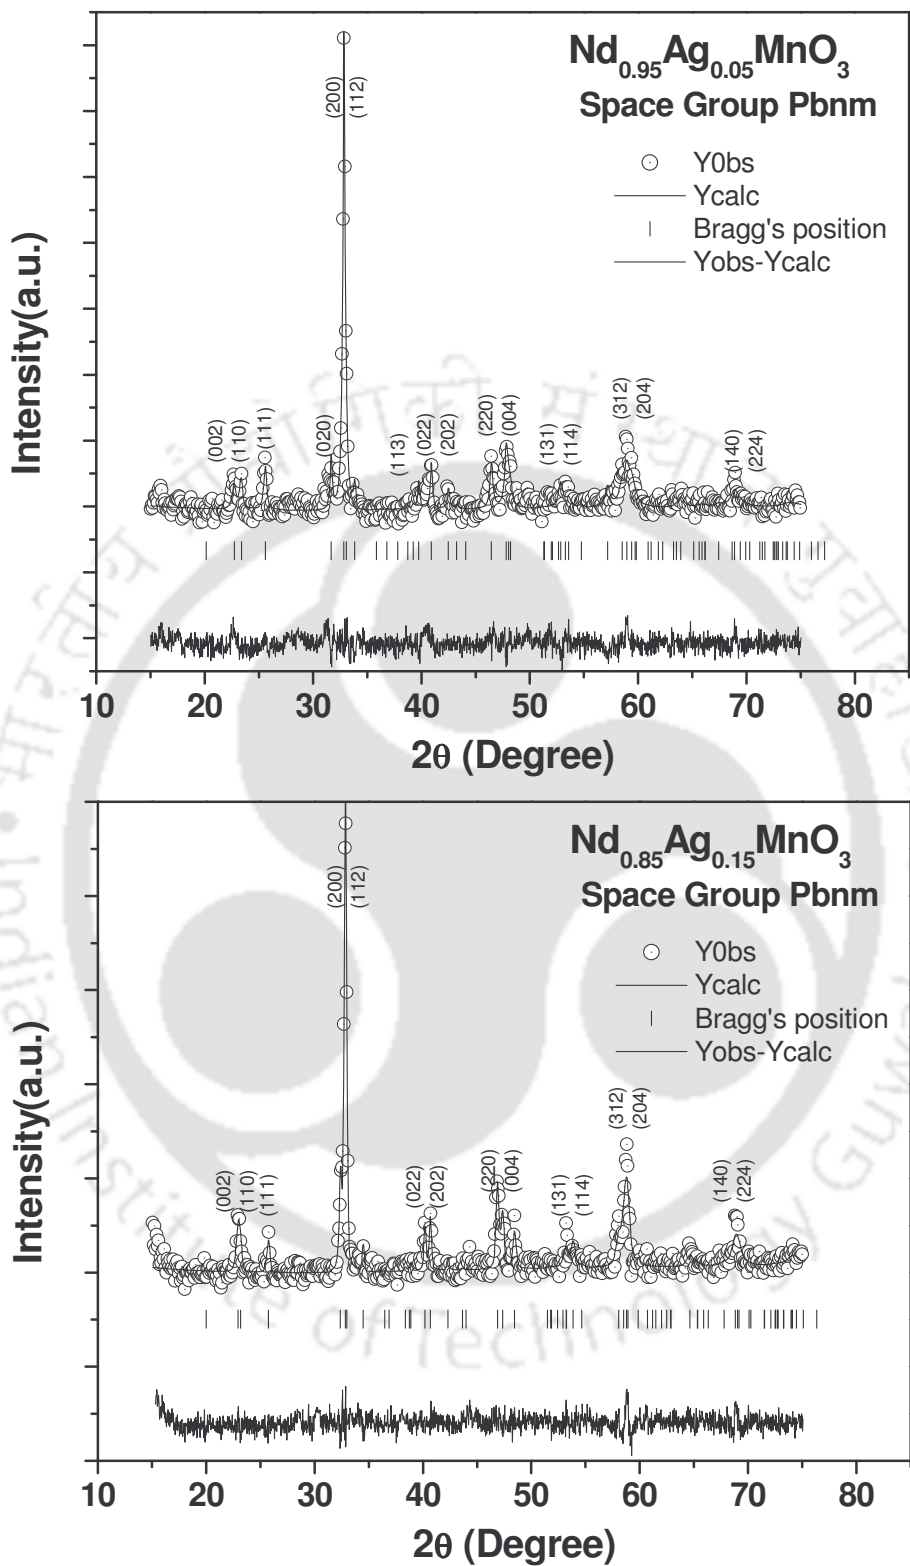 Nd0.95Ag0.05MnO3
Space Group Pbnm
Y0bs
Ycalc
Bragg's position
Yobs-Ycalc
Intensity(a.u.)
(200)
(112)
(002)
(110)
(111)
(020)
(113)
(022)
(202)
(220)
(004)
(131)
(114)
(312)
(204)
(140)
(224)
10 20 30 40 50 60 70 80
2θ (Degree)
Nd0.85Ag0.15MnO3
Space Group Pbnm
Y0bs
Ycalc
Bragg's position
Yobs-Ycalc
Intensity(a.u.)
(200)
(112)
(002)
(110)
(111)
(022)
(202)
(220)
(004)
(131)
(114)
(312)
(204)
(140)
(224)
10 20 30 40 50 60 70 80
2θ (Degree)
Indian Institute of Technology